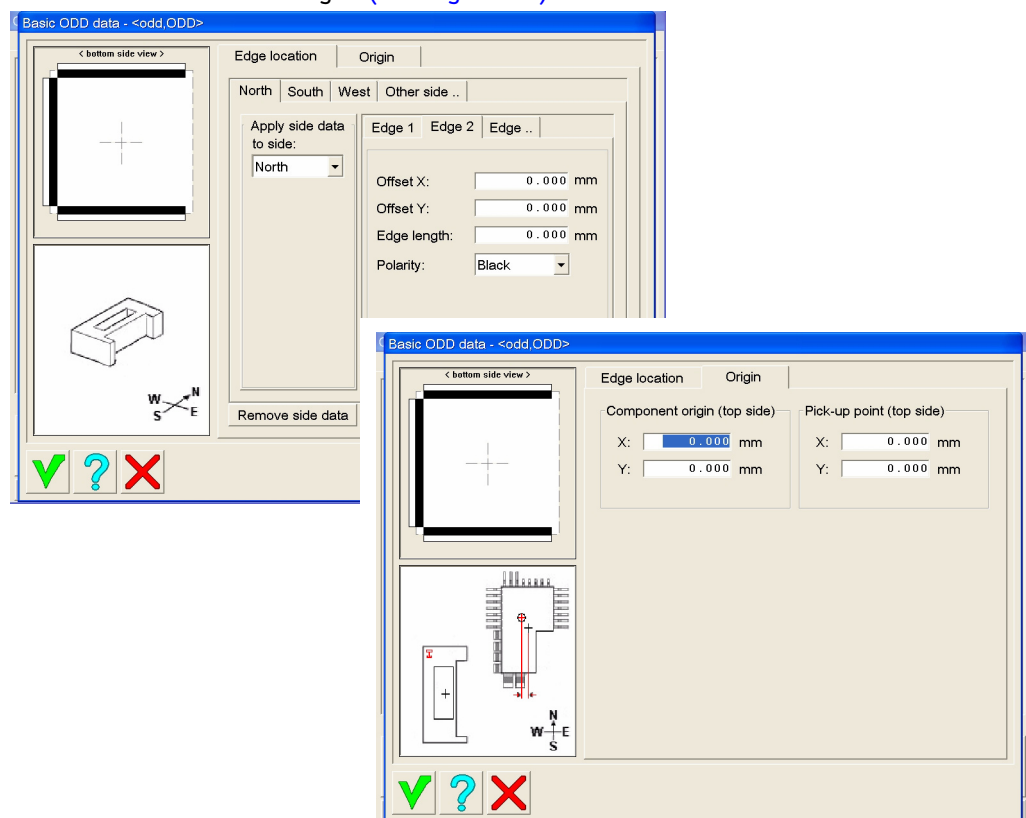 Basic ODD data - <odd,ODD>
< bottom side view >
Edge location Origin
North South West Other side ..
Apply side data
to side:
North
Edge 1 Edge 2 Edge ..
Offset X: 0.000 mm
Offset Y: 0.000 mm
Edge length: 0.000 mm
Polarity: Black
W N
S E
Remove side data
Basic ODD data - <odd,ODD>
< bottom side view >
Edge location Origin
Component origin (top side) Pick-up point (top side)
X: 0.000 mm X: 0.000 mm
Y: 0.000 mm Y: 0.000 mm
N
W E
S